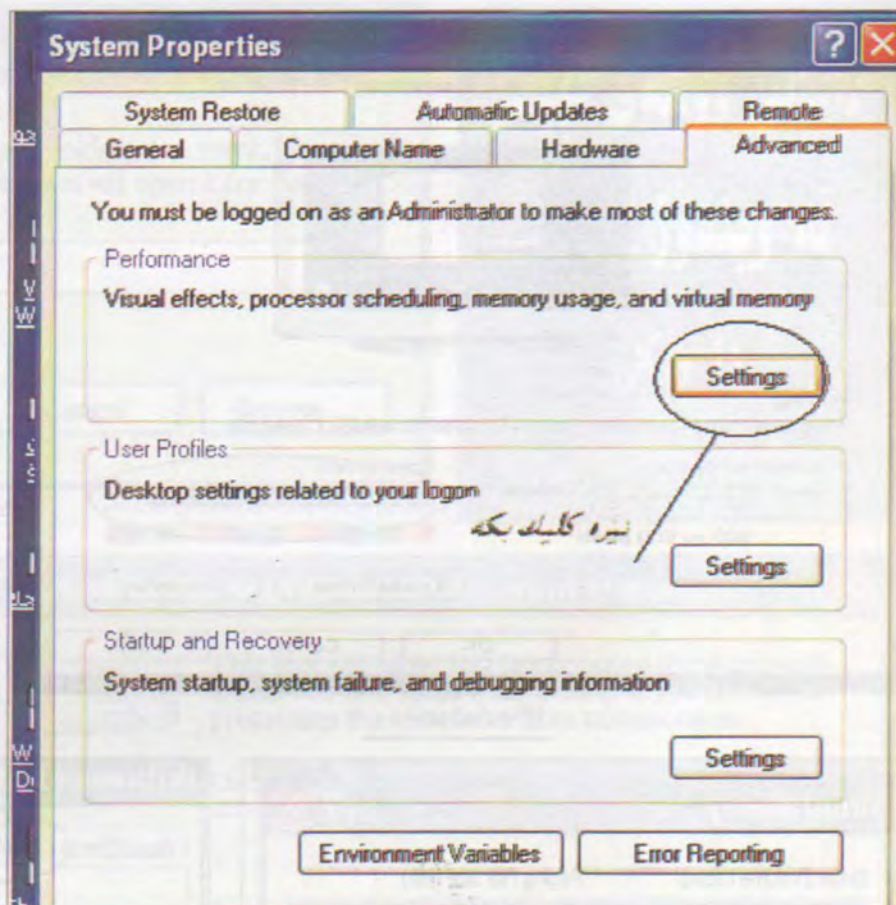 System Properties
System Restore Automatic Updates Remote
General Computer Name Hardware Advanced
You must be logged on as an Administrator to make most of these changes.
Performance
Visual effects, processor scheduling, memory usage, and virtual memory
Settings
User Profiles
Desktop settings related to your logon
ئێره كليك بكه
Settings
Startup and Recovery
System startup, system failure, and debugging information
Settings
Environment Variables Error Reporting